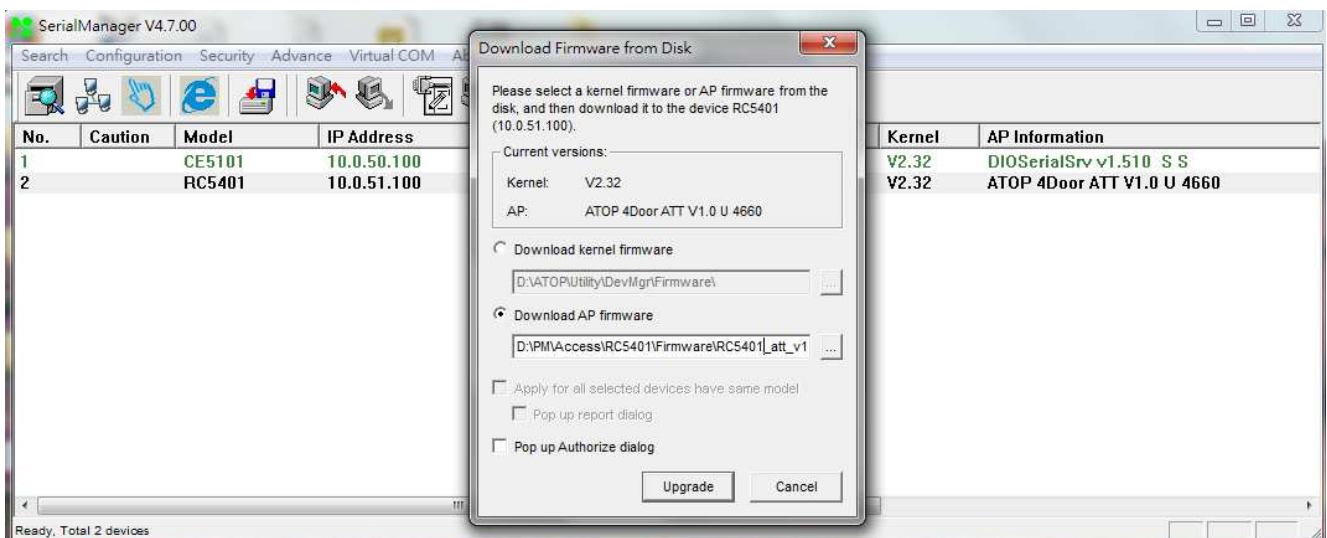 SerialManager V4.7.00
Search Configuration Security Advance Virtual COM
No. Caution Model IP Address Kernel AP Information
1 CE5101 10.0.50.100 V2.32 DIOSerialSrv v1.510 S S
2 RC5401 10.0.51.100 V2.32 ATOP 4Door ATT V1.0 U 4660
Download Firmware from Disk
Please select a kernel firmware or AP firmware from the
disk, and then download it to the device RC5401
(10.0.51.100).
Current versions:
Kernel: V2.32
AP: ATOP 4Door ATT V1.0 U 4660
Download kernel firmware
D:\ATOP\Utility\DevMgr\Firmware\
...
Download AP firmware
D:\PM\Access\RC5401\Firmware\RC5401_att_v1
...
Apply for all selected devices have same model
Pop up report dialog
Pop up Authorize dialog
Upgrade Cancel
Ready, Total 2 devices